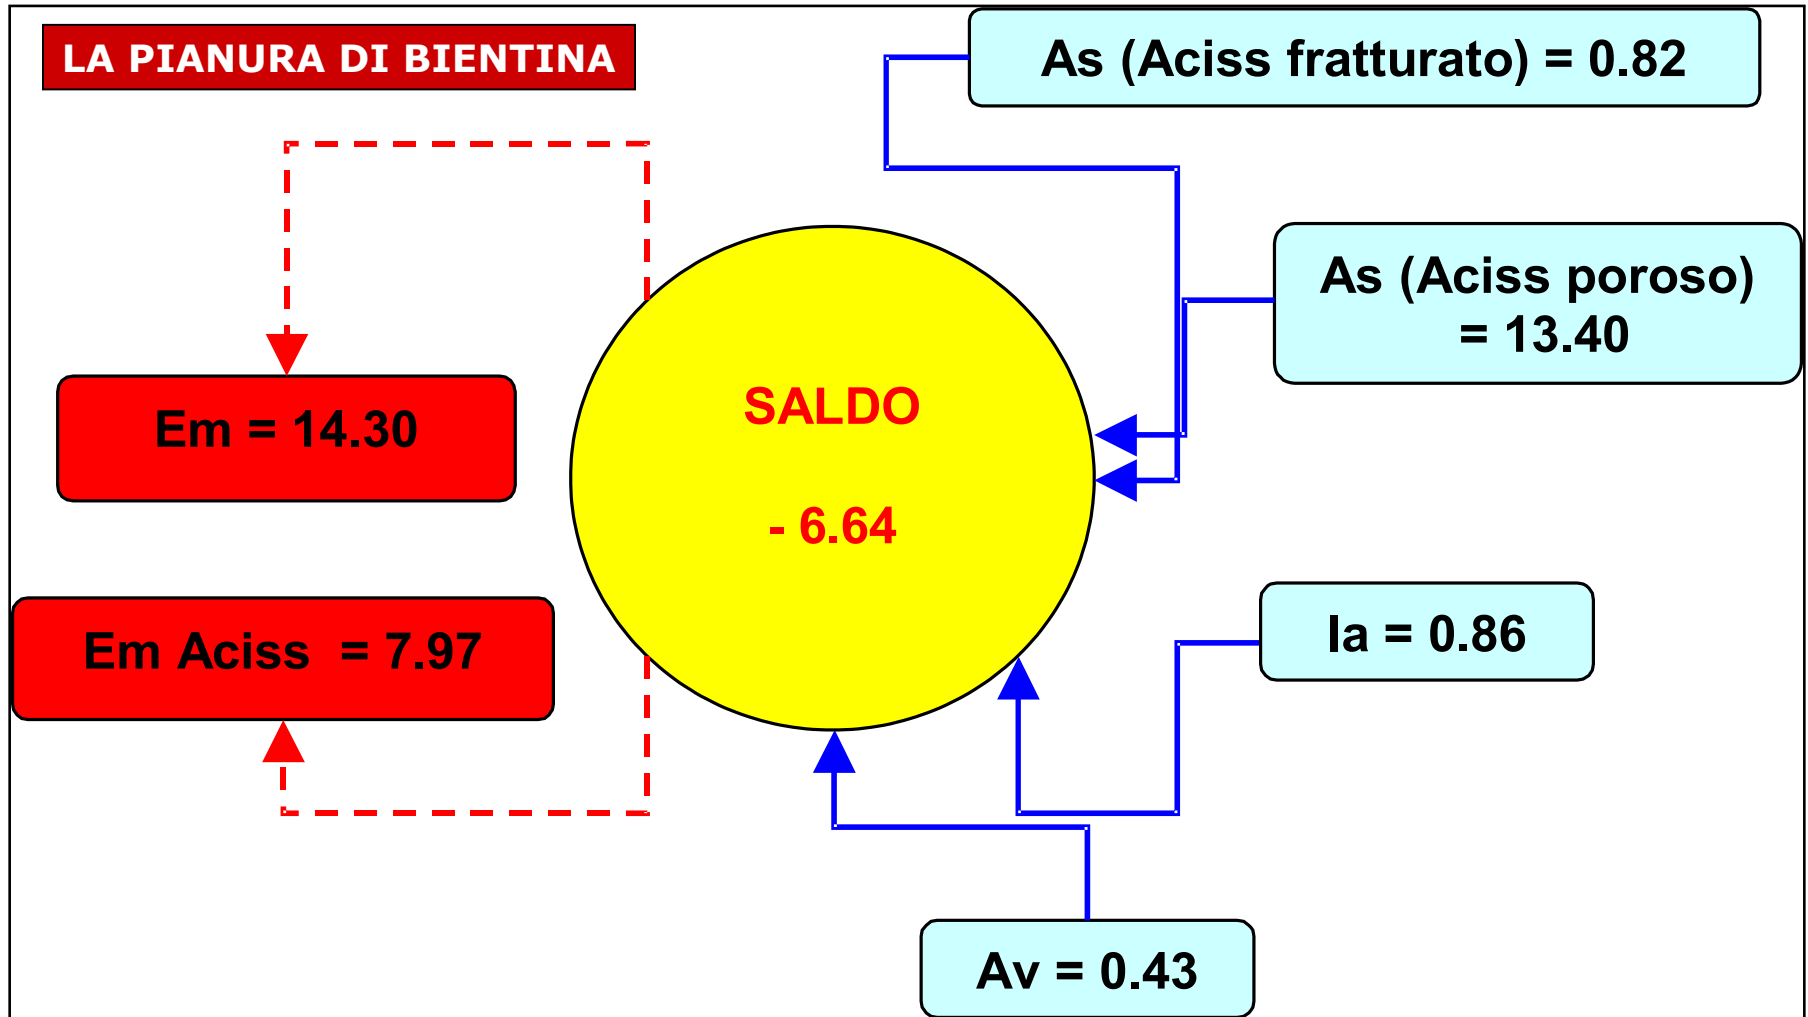 LA PIANURA DI BIENTINA
As (Aciss fratturato) = 0.82
As (Aciss poroso)
= 13.40
SALDO
- 6.64
Em = 14.30
Em Aciss  = 7.97
Ia = 0.86
Av = 0.43